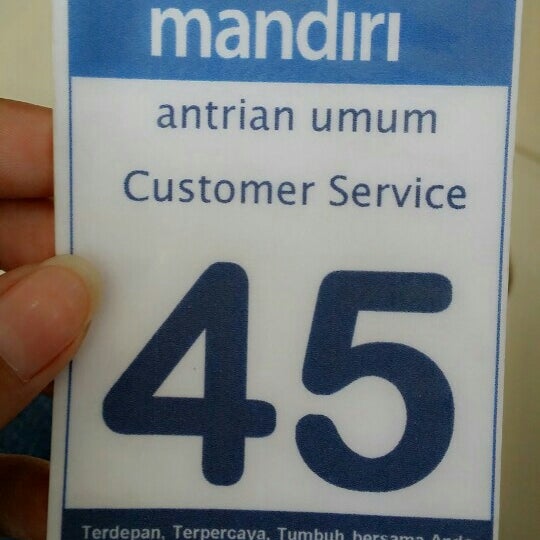 mandiri
antrian umum
Customer Service
45
Terdepan, Terpercaya, Tumbuh bersama Anda